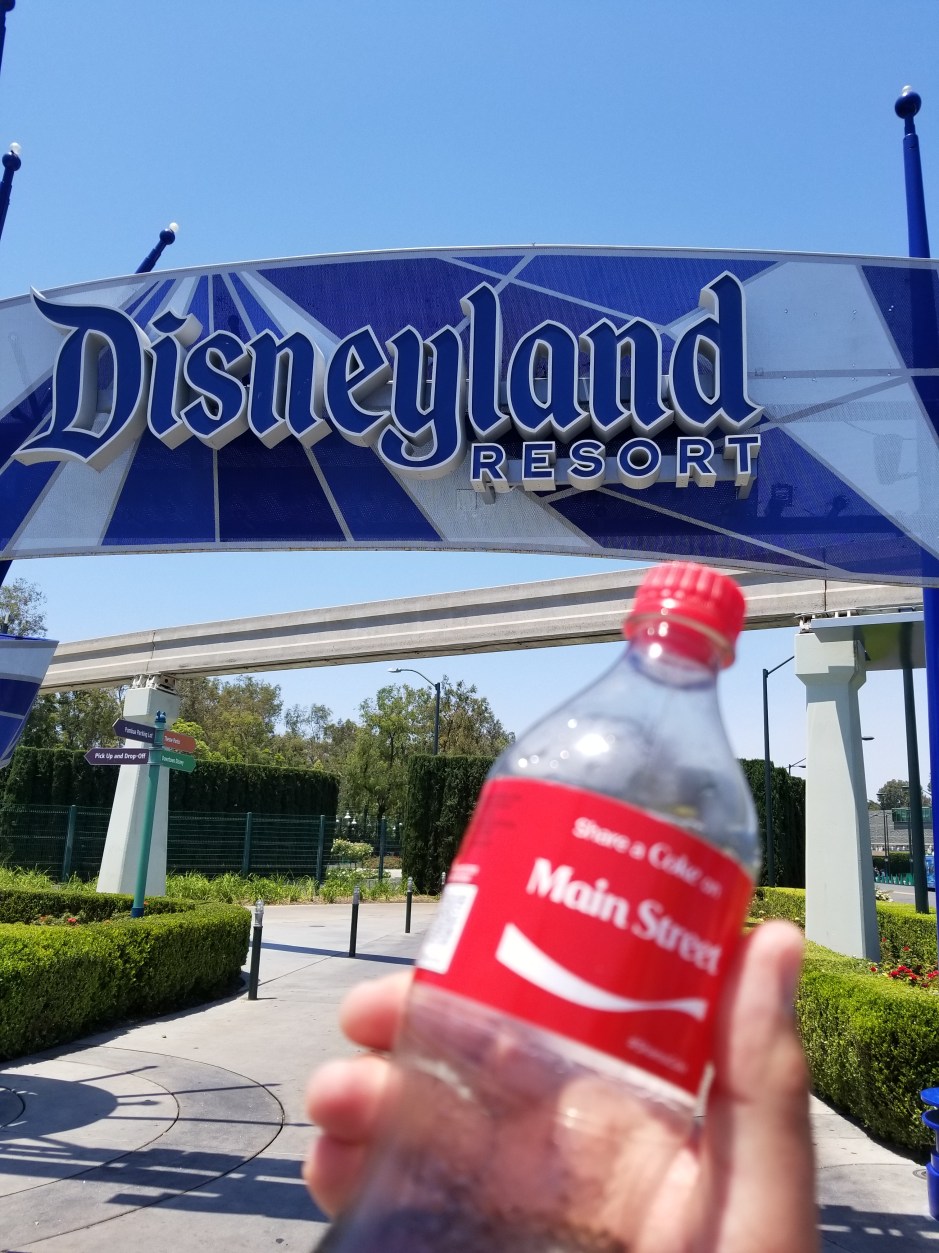 Disneyland
RESORT
Pick Up and Drop-Off
Share a Coke on
Main Street